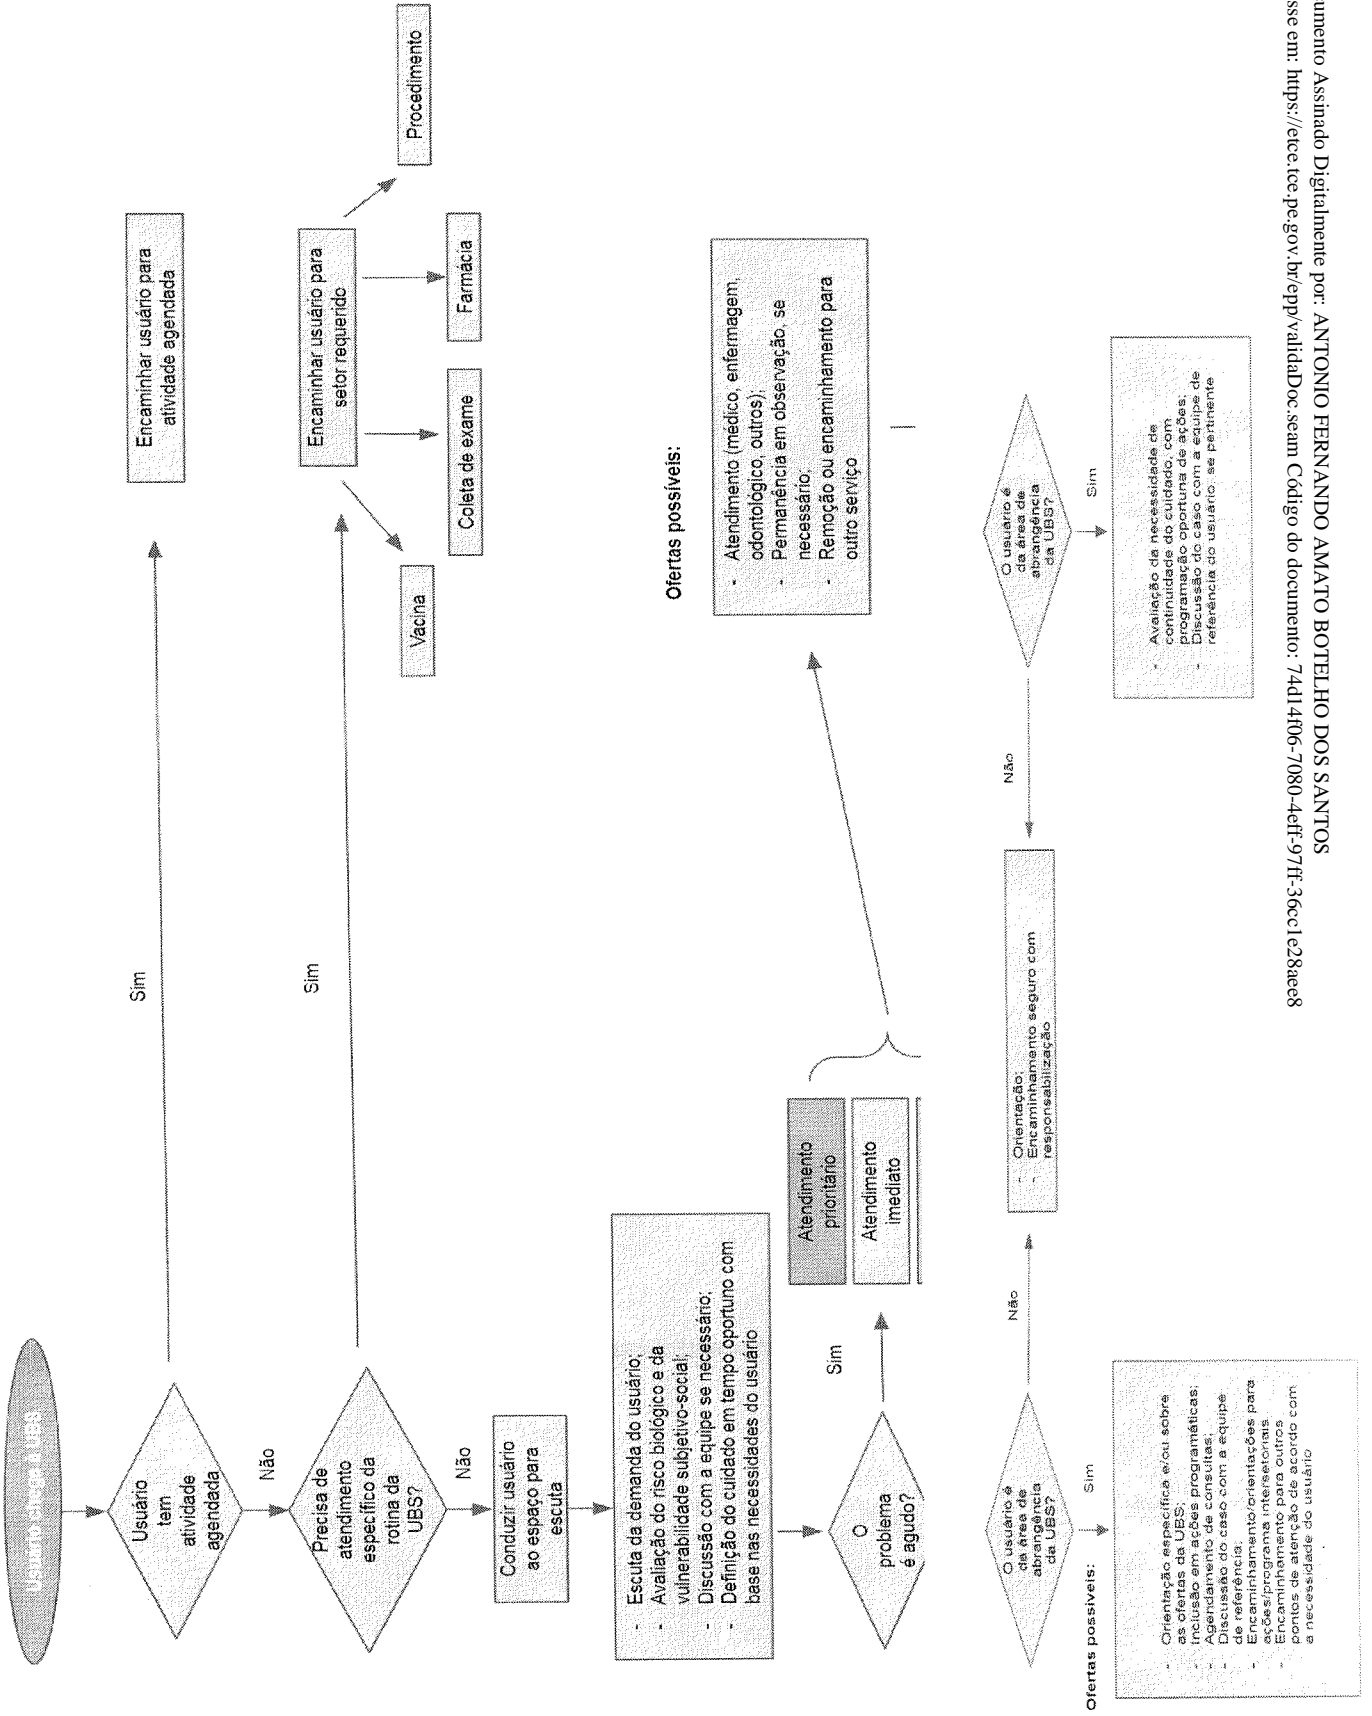 Usuário chega à UBS
Usuário
tem
atividade
agendada
Sim
Encaminhar usuário para
atividade agendada
Não
Precisa de
atendimento
específico da
rotina da
UBS?
Sim
Encaminhar usuário para
setor requerido
Vacina
Coleta de exame
Farmácia
Procedimento
Não
Conduzir usuário
ao espaço para
escuta
- Escuta da demanda do usuário;
- Avaliação do risco biológico e da
vulnerabilidade subjetivo-social;
- Discussão com a equipe se necessário;
- Definição do cuidado em tempo oportuno com
base nas necessidades do usuário
O
problema
é agudo?
Sim
Atendimento
prioritário
Atendimento
imediato
Ofertas possíveis:
- Atendimento (médico, enfermagem,
odontológico, outros);
- Permanência em observação, se
necessário;
- Remoção ou encaminhamento para
outro serviço
O usuário é
da área de
abrangência
da UBS?
Não
- Orientação;
- Encaminhamento seguro com
responsabilização
Não
O usuário é
da área de
abrangência
da UBS?
Sim
Ofertas possíveis:
- Orientação específica e/ou sobre
as ofertas da UBS;
- Inclusão em ações programáticas;
- Agendamento de consultas;
- Discussão do caso com a equipe
de referência;
- Encaminhamento/orientações para
ações/programa intersetoriais
- Encaminhamento para outros
pontos de atenção de acordo com
a necessidade do usuário
Sim
- Avaliação da necessidade de
continuidade do cuidado, com
programação oportuna de ações;
- Discussão do caso com a equipe de
referência do usuário, se pertinente
umento Assinado Digitalmente por: ANTONIO FERNANDO AMATO BOTELHO DOS SANTOS
sse em: https://etce.tce.pe.gov.br/epp/validaDoc.seam Código do documento: 74d14f06-7080-4eff-97ff-36cc1e28aee8